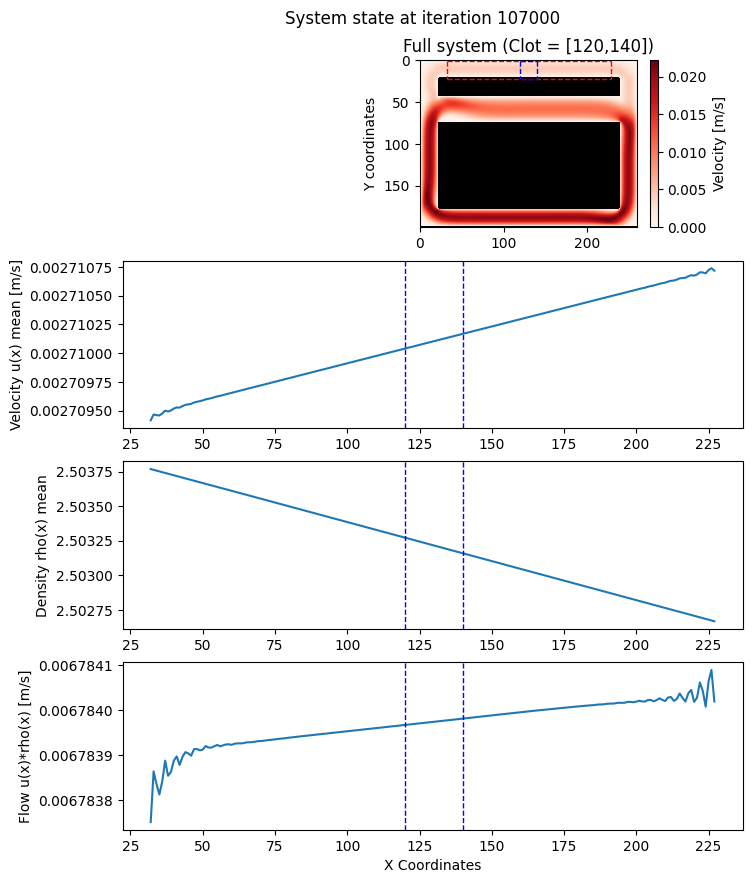 System state at iteration 107000
Full system (Clot = [120,140])
0
50
100
150
Y coordinates
0 100 200
0.020
0.015
0.010
0.005
0.000
Velocity [m/s]
0.00271075
0.00271050
0.00271025
0.00271000
0.00270975
0.00270950
Velocity u(x) mean [m/s]
25 50 75 100 125 150 175 200 225
2.50375
2.50350
2.50325
2.50300
2.50275
Density rho(x) mean
25 50 75 100 125 150 175 200 225
0.0067841
0.0067840
0.0067839
0.0067838
Flow u(x)*rho(x) [m/s]
25 50 75 100 125 150 175 200 225
X Coordinates